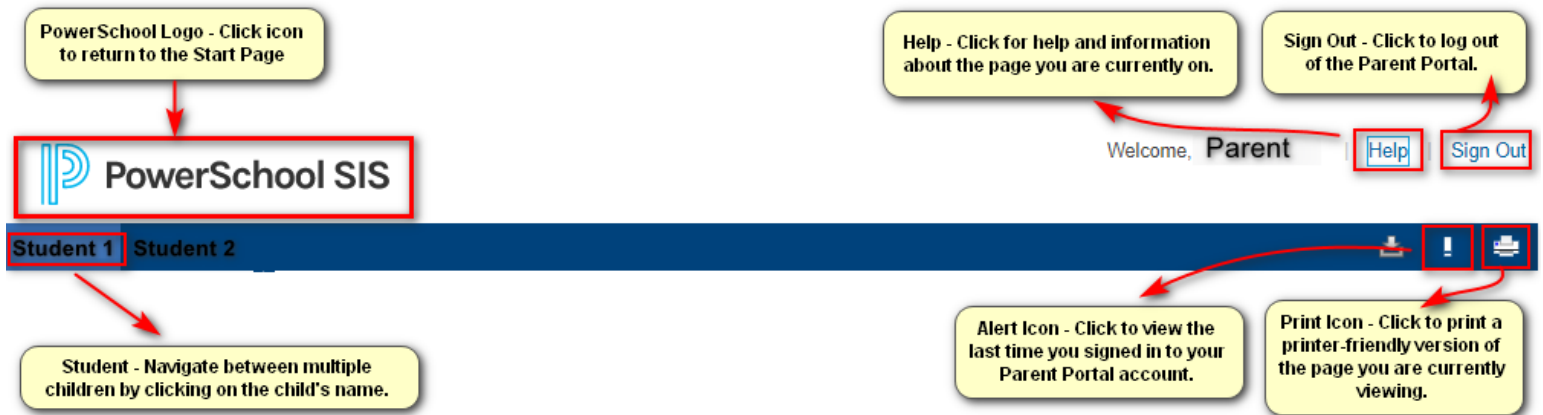 PowerSchool Logo - Click icon
to return to the Start Page
Help - Click for help and information
about the page you are currently on.
Sign Out - Click to log out
of the Parent Portal.
Welcome, Parent | Help | Sign Out
PowerSchool SIS
Student 1 Student 2
Student - Navigate between multiple
children by clicking on the child's name.
Alert Icon - Click to view the
last time you signed in to your
Parent Portal account.
Print Icon - Click to print a
printer-friendly version of
the page you are currently
viewing.